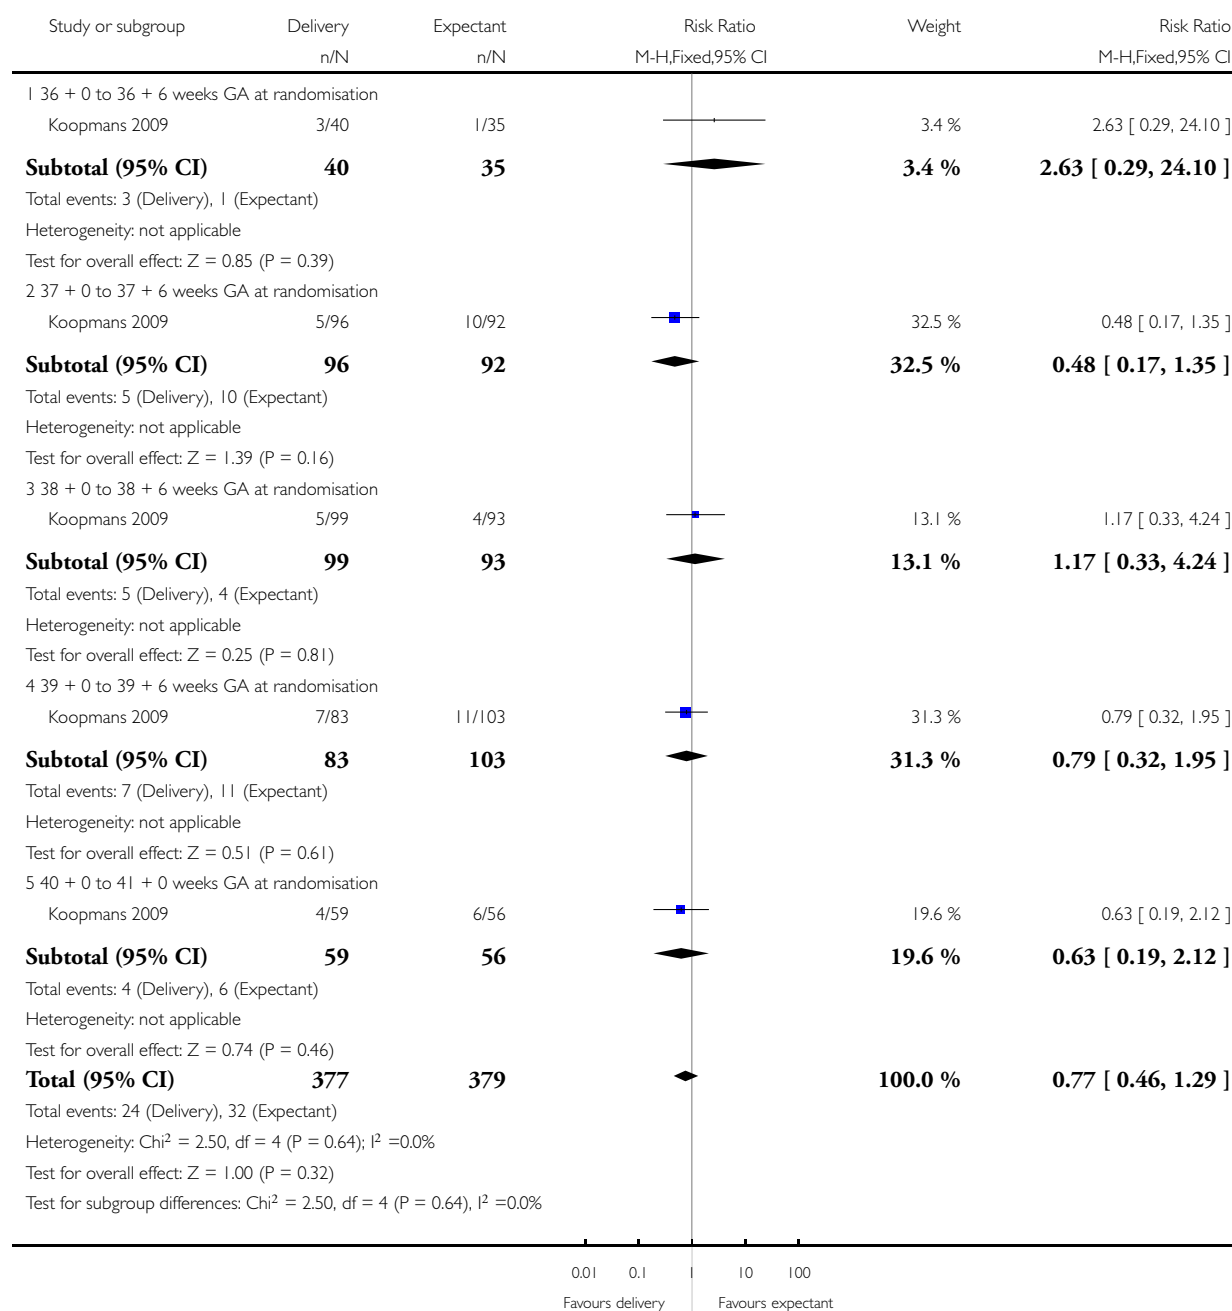 Study or subgroup Delivery Expectant Risk Ratio Weight Risk Ratio
n/N n/N M-H,Fixed,95% CI M-H,Fixed,95% CI
1 36 + 0 to 36 + 6 weeks GA at randomisation
Koopmans 2009 3/40 1/35 3.4 % 2.63 [ 0.29, 24.10 ]
Subtotal (95% CI) 40 35 3.4 % 2.63 [ 0.29, 24.10 ]
Total events: 3 (Delivery), 1 (Expectant)
Heterogeneity: not applicable
Test for overall effect: Z = 0.85 (P = 0.39)
2 37 + 0 to 37 + 6 weeks GA at randomisation
Koopmans 2009 5/96 10/92 32.5 % 0.48 [ 0.17, 1.35 ]
Subtotal (95% CI) 96 92 32.5 % 0.48 [ 0.17, 1.35 ]
Total events: 5 (Delivery), 10 (Expectant)
Heterogeneity: not applicable
Test for overall effect: Z = 1.39 (P = 0.16)
3 38 + 0 to 38 + 6 weeks GA at randomisation
Koopmans 2009 5/99 4/93 13.1 % 1.17 [ 0.33, 4.24 ]
Subtotal (95% CI) 99 93 13.1 % 1.17 [ 0.33, 4.24 ]
Total events: 5 (Delivery), 4 (Expectant)
Heterogeneity: not applicable
Test for overall effect: Z = 0.25 (P = 0.81)
4 39 + 0 to 39 + 6 weeks GA at randomisation
Koopmans 2009 7/83 11/103 31.3 % 0.79 [ 0.32, 1.95 ]
Subtotal (95% CI) 83 103 31.3 % 0.79 [ 0.32, 1.95 ]
Total events: 7 (Delivery), 11 (Expectant)
Heterogeneity: not applicable
Test for overall effect: Z = 0.51 (P = 0.61)
5 40 + 0 to 41 + 0 weeks GA at randomisation
Koopmans 2009 4/59 6/56 19.6 % 0.63 [ 0.19, 2.12 ]
Subtotal (95% CI) 59 56 19.6 % 0.63 [ 0.19, 2.12 ]
Total events: 4 (Delivery), 6 (Expectant)
Heterogeneity: not applicable
Test for overall effect: Z = 0.74 (P = 0.46)
Total (95% CI) 377 379 100.0 % 0.77 [ 0.46, 1.29 ]
Total events: 24 (Delivery), 32 (Expectant)
Heterogeneity: Chi² = 2.50, df = 4 (P = 0.64); I² =0.0%
Test for overall effect: Z = 1.00 (P = 0.32)
Test for subgroup differences: Chi² = 2.50, df = 4 (P = 0.64), I² =0.0%
0.01 0.1 1 10 100
Favours delivery Favours expectant